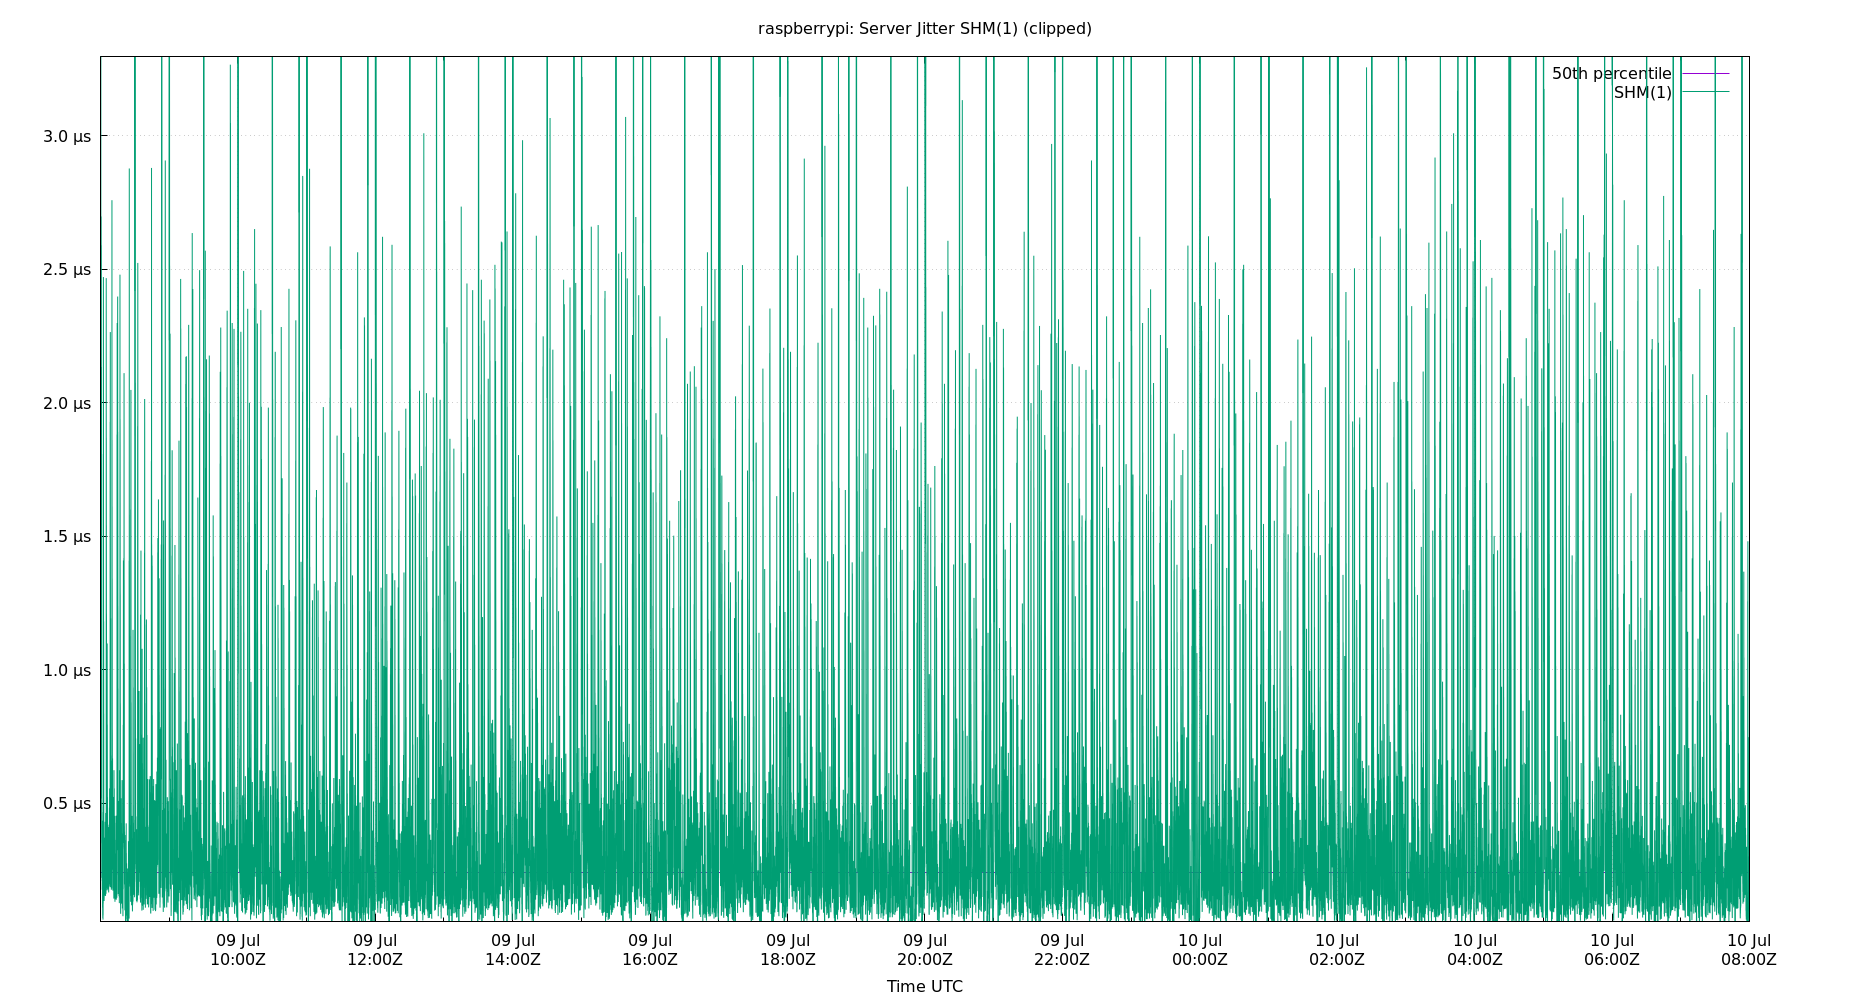 raspberrypi: Server Jitter SHM(1) (clipped)
50th percentile
SHM(1)
3.0 µs
2.5 µs
2.0 µs
1.5 µs
1.0 µs
0.5 µs
09 Jul 09 Jul 09 Jul 09 Jul 09 Jul 09 Jul 09 Jul 10 Jul 10 Jul 10 Jul 10 Jul 10 Jul
10:00Z 12:00Z 14:00Z 16:00Z 18:00Z 20:00Z 22:00Z 00:00Z 02:00Z 04:00Z 06:00Z 08:00Z
Time UTC